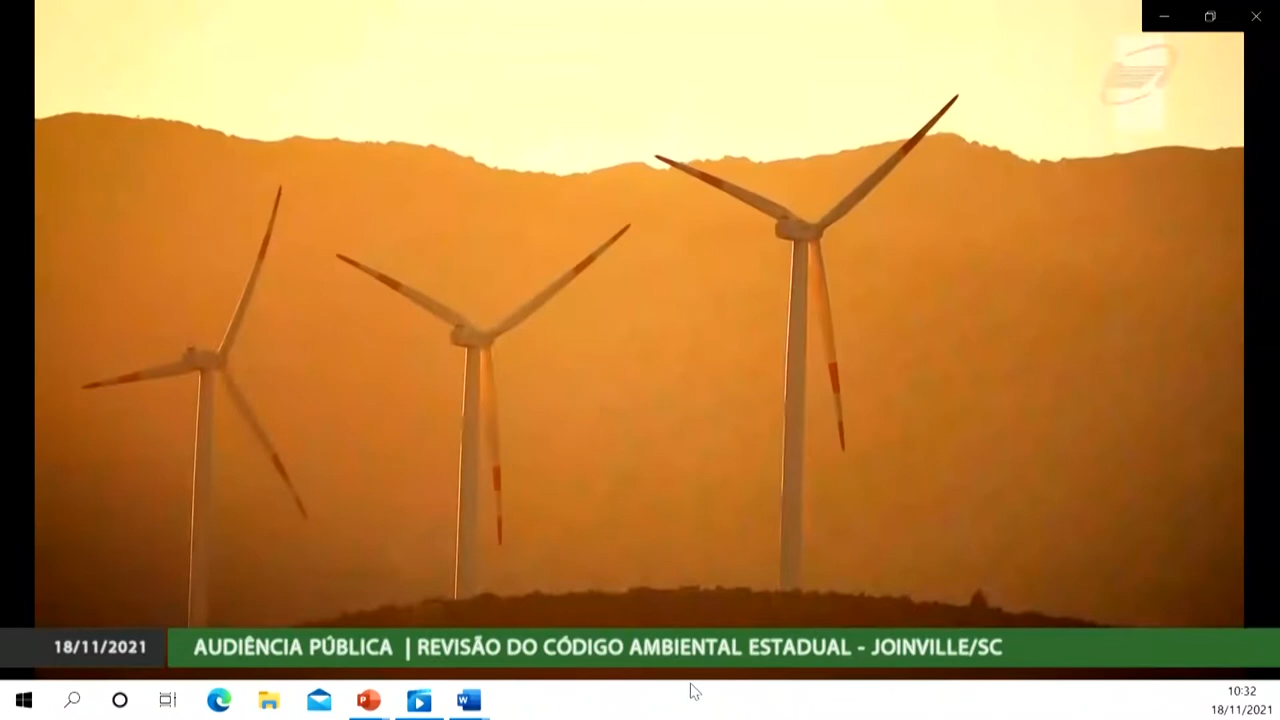 18/11/2021
AUDIÊNCIA PÚBLICA | REVISÃO DO CÓDIGO AMBIENTAL ESTADUAL - JOINVILLE/SC
10:32
18/11/2021